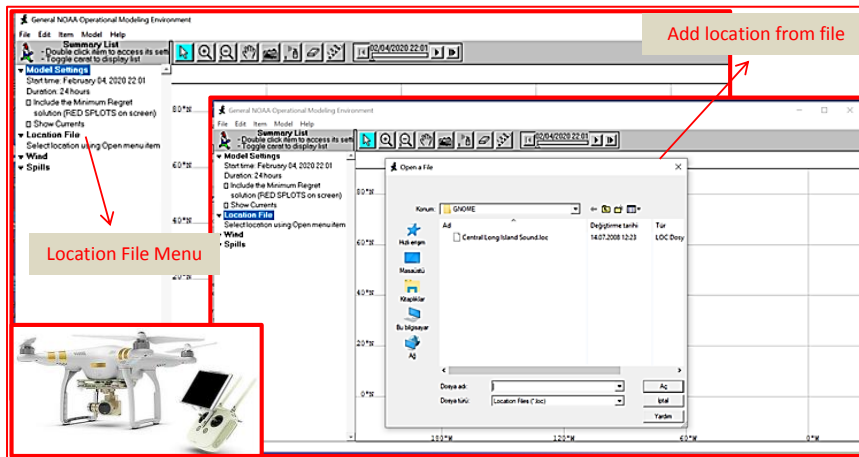 General NOAA Operational Modeling Environment
File Edit Item Model Help
Summary List
- Double click item to access its sett
- Toggle carat to display list
02/04/2020 22:01
Model Settings
Start time: February 04, 2020 22:01
Duration: 24 hours
Include the Minimum Regret
solution (RED SPLOTS on screen)
Show Currents
Location File
Select location using Open menu item
Wind
Spills
80°N
60°N
40°N
20°N
Location File Menu
Add location from file
General NOAA Operational Modeling Environment
File Edit Item Model Help
Summary List
- Double click item to access its sett
- Toggle carat to display list
02/04/2020 22:01
Model Settings
Start time: February 04, 2020 22:01
Duration: 24 hours
Include the Minimum Regret
solution (RED SPLOTS on screen)
Show Currents
Location File
Select location using Open menu item
Wind
Spills
80°N
60°N
40°N
20°N
0°N
Open a File
Konum: GNOME
Ad Değiştirme tarihi Tür
Central Long Island Sound.loc 14.07.2008 12:23 LOC Dosy
Hızlı erişim
Masaüstü
Kitaplıklar
Bu bilgisayar
Ağ
Dosya adı: Aç
Dosya türü: Location Files (*.loc) İptal
Yardım
180°W 120°W 60°W 0°W